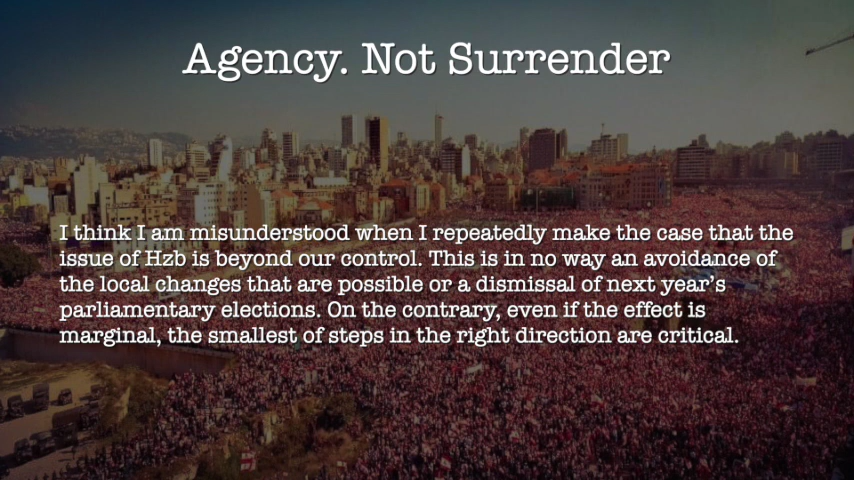 Agency. Not Surrender
I think I am misunderstood when I repeatedly make the case that the
issue of Hzb is beyond our control. This is in no way an avoidance of
the local changes that are possible or a dismissal of next year’s
parliamentary elections. On the contrary, even if the effect is
marginal, the smallest of steps in the right direction are critical.